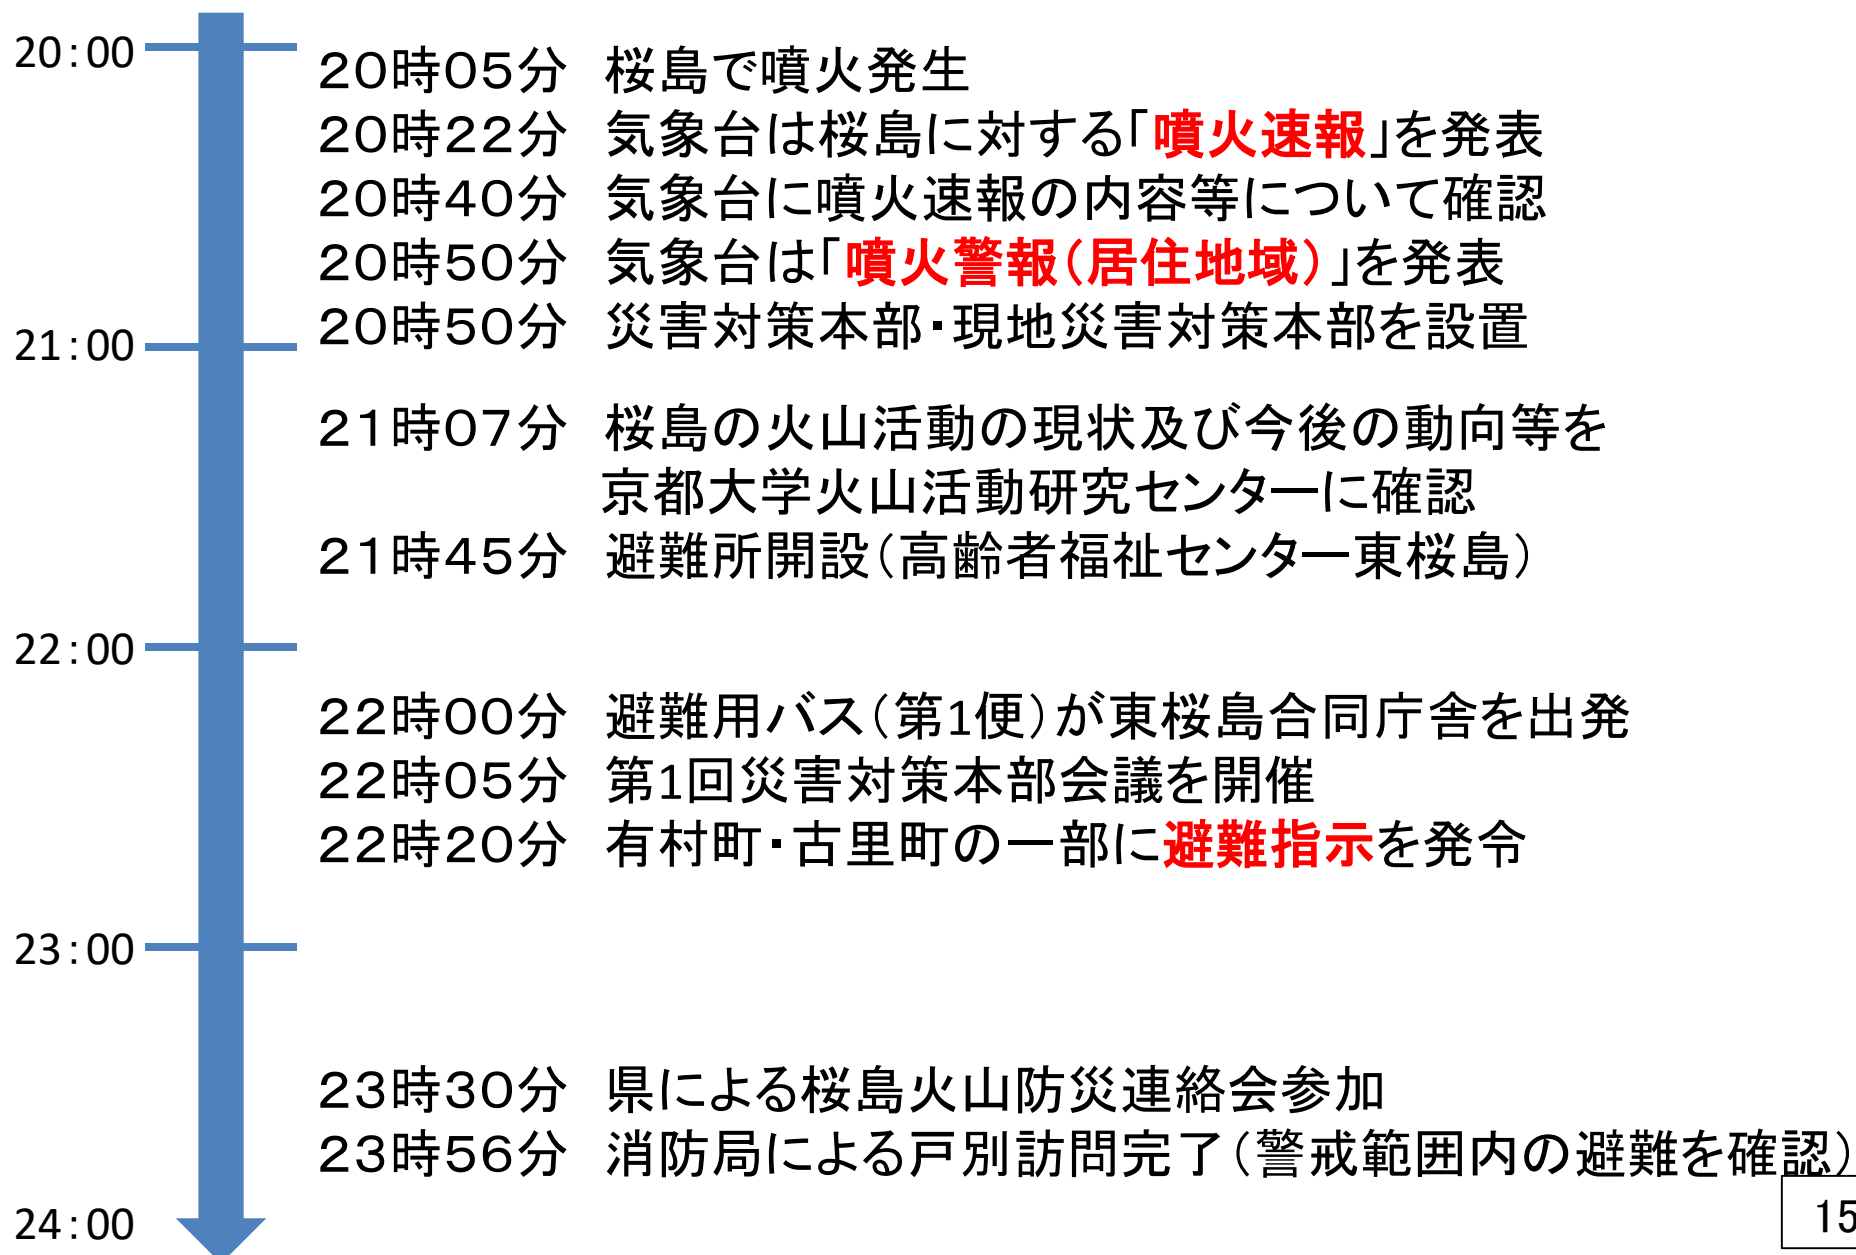 20:00
20時05分 桜島で噴火発生
20時22分 気象台は桜島に対する「噴火速報」を発表
20時40分 気象台に噴火速報の内容等について確認
20時50分 気象台は「噴火警報(居住地域)」を発表
20時50分 災害対策本部・現地災害対策本部を設置
21:00
21時07分 桜島の火山活動の現状及び今後の動向等を
京都大学火山活動研究センターに確認
21時45分 避難所開設(高齢者福祉センター東桜島)
22:00
22時00分 避難用バス(第1便)が東桜島合同庁舎を出発
22時05分 第1回災害対策本部会議を開催
22時20分 有村町・古里町の一部に避難指示を発令
23:00
23時30分 県による桜島火山防災連絡会参加
23時56分 消防局による戸別訪問完了(警戒範囲内の避難を確認)
24:00
15